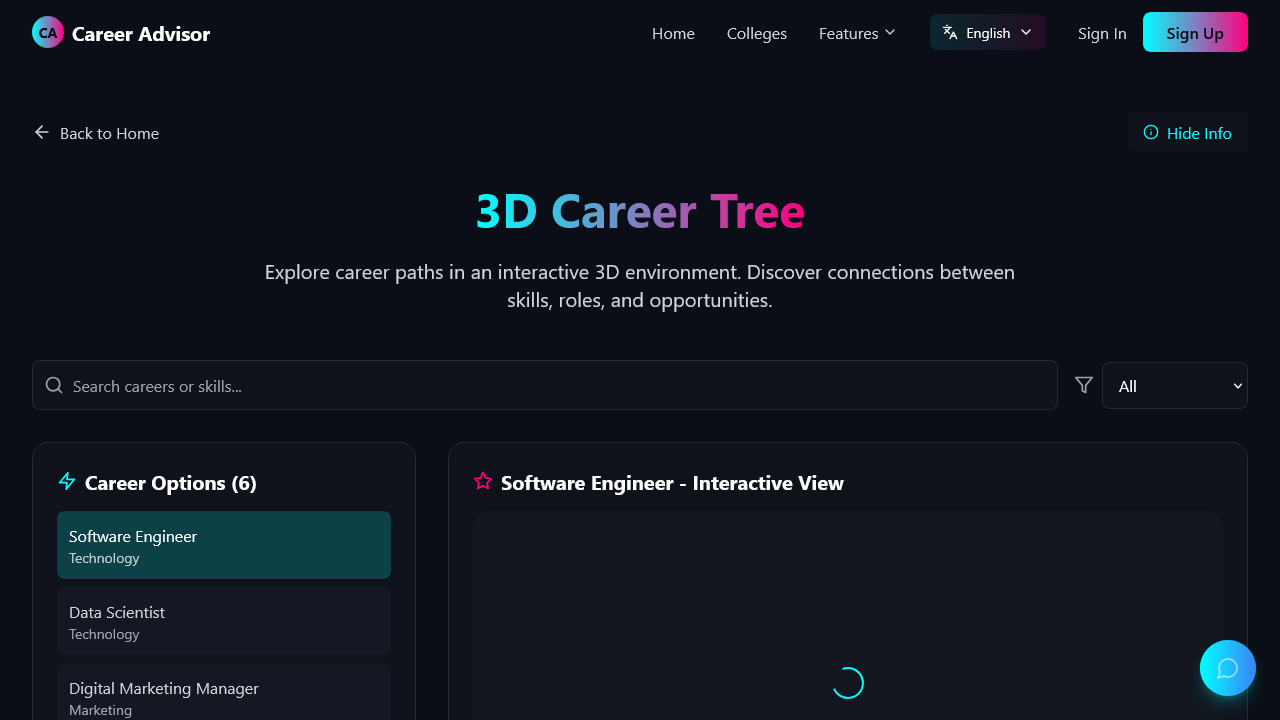 CA Career Advisor
Home
Colleges
Features
English
Sign In
Sign Up
Back to Home
Hide Info
3D Career Tree
Explore career paths in an interactive 3D environment. Discover connections between
skills, roles, and opportunities.
Search careers or skills...
All
Career Options (6)
Software Engineer
Technology
Data Scientist
Technology
Digital Marketing Manager
Marketing
Software Engineer - Interactive View